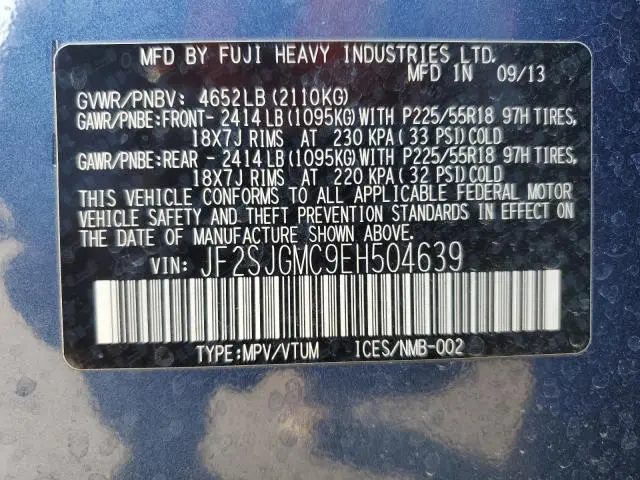 MFD BY FUJI HEAVY INDUSTRIES LTD.
MFD IN 09/13
GVWR/PNBV: 4652LB (2110KG)
GAWR/PNBE:FRONT- 2414 LB (1095KG)WITH P225/55R18 97H TIRES,
18X7J RIMS AT 230 KPA (33 PSI)COLD
GAWR/PNBE:REAR - 2414 LB (1095KG)WITH P225/55R18 97H TIRES,
18X7J RIMS AT 220 KPA (32 PSI)COLD
THIS VEHICLE CONFORMS TO ALL APPLICABLE FEDERAL MOTOR
VEHICLE SAFETY AND THEFT PREVENTION STANDARDS IN EFFECT ON THE
DATE OF MANUFACTURE SHOWN ABOVE.
VIN: JF2SJGMC9EH504639
TYPE:MPV/VTUM ICES/NMB-002